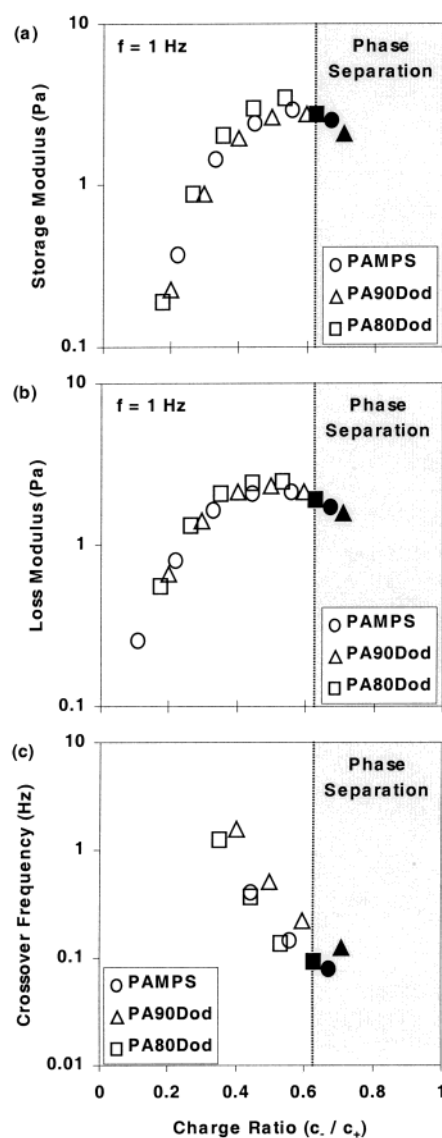 (a)
10
f = 1 Hz
Phase
Separation
Storage Modulus (Pa)
1
PAMPS
PA90Dod
PA80Dod
0.1
(b)
10
f = 1 Hz
Phase
Separation
Loss Modulus (Pa)
1
PAMPS
PA90Dod
PA80Dod
0.1
(c)
10
Phase
Separation
Crossover Frequency (Hz)
1
0.1
PAMPS
PA90Dod
PA80Dod
0.01
0 0.2 0.4 0.6 0.8 1
Charge Ratio (c- / c+)